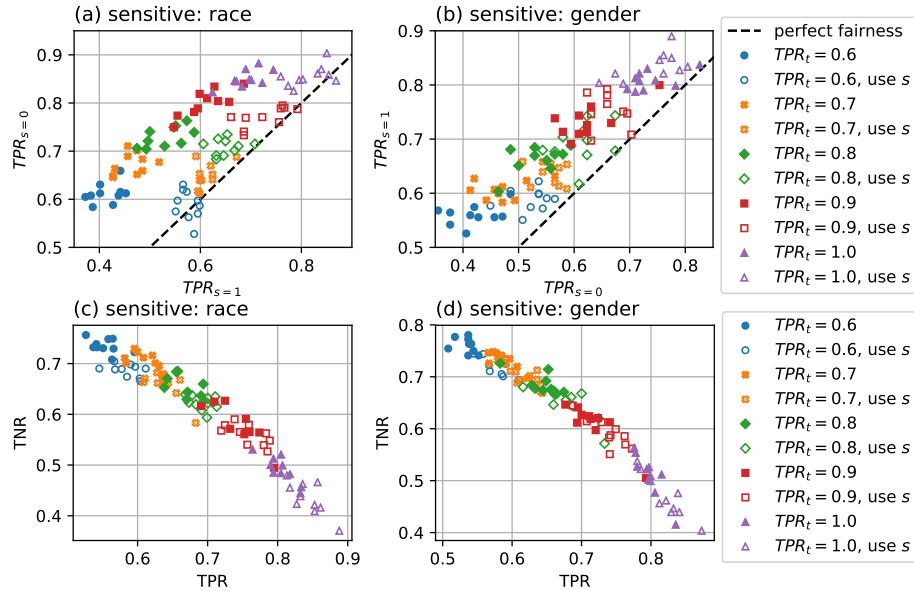 (a) sensitive: race
(b) sensitive: gender
0.9
0.8
0.7
0.6
0.5
TPR_{s=0}
0.4
0.6
0.8
TPR_{s=1}
0.9
0.8
0.7
0.6
0.5
TPR_{s=1}
0.4
0.5
0.6
0.7
0.8
TPR_{s=0}
perfect fairness
TPR_t = 0.6
TPR_t = 0.6, use s
TPR_t = 0.7
TPR_t = 0.7, use s
TPR_t = 0.8
TPR_t = 0.8, use s
TPR_t = 0.9
TPR_t = 0.9, use s
TPR_t = 1.0
TPR_t = 1.0, use s
(c) sensitive: race
(d) sensitive: gender
0.7
0.6
0.5
0.4
TNR
0.6
0.7
0.8
0.9
TPR
0.8
0.7
0.6
0.5
0.4
TNR
0.5
0.6
0.7
0.8
TPR
TPR_t = 0.6
TPR_t = 0.6, use s
TPR_t = 0.7
TPR_t = 0.7, use s
TPR_t = 0.8
TPR_t = 0.8, use s
TPR_t = 0.9
TPR_t = 0.9, use s
TPR_t = 1.0
TPR_t = 1.0, use s